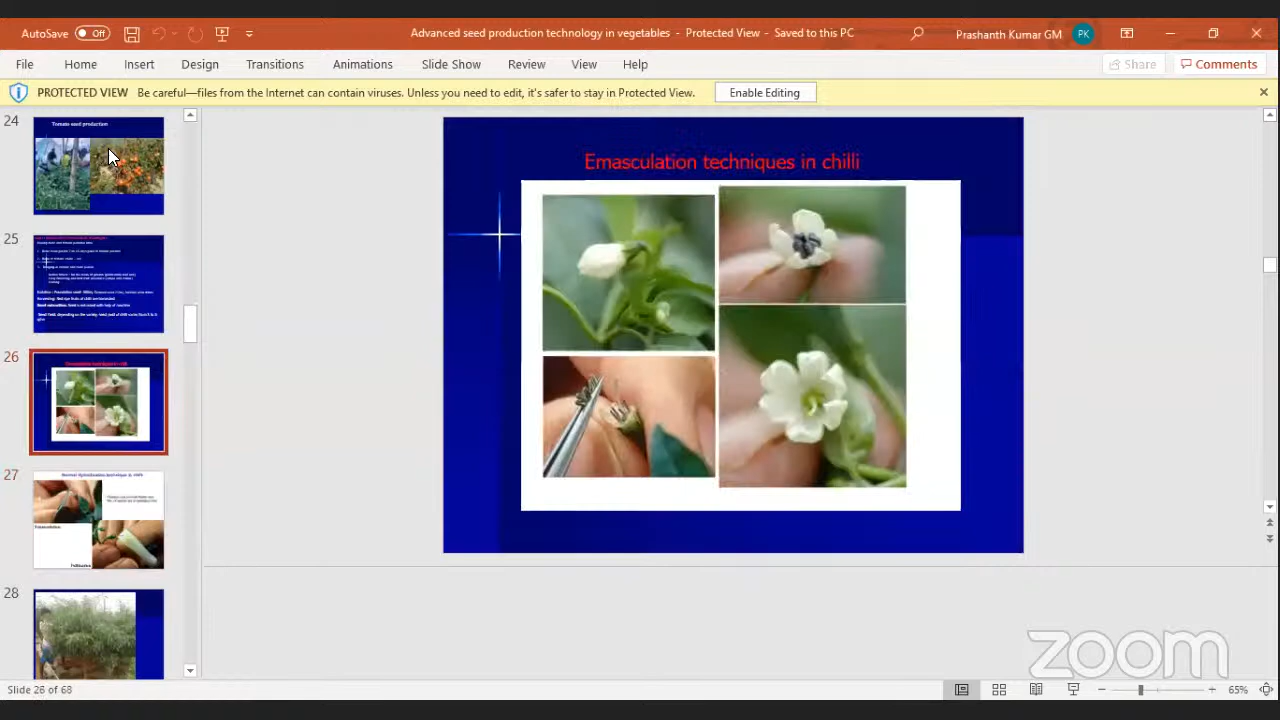 AutoSave Off
Advanced seed production technology in vegetables - Protected View - Saved to this PC
Prashanth Kumar GM
PK
File Home Insert Design Transitions Animations Slide Show Review View Help
Share Comments
PROTECTED VIEW Be careful—files from the Internet can contain viruses. Unless you need to edit, it's safer to stay in Protected View. Enable Editing
24
Tomato seed production
25
26
27
Emasculation
Pollination
28
Emasculation techniques in chilli
zoom
Slide 26 of 68
65%